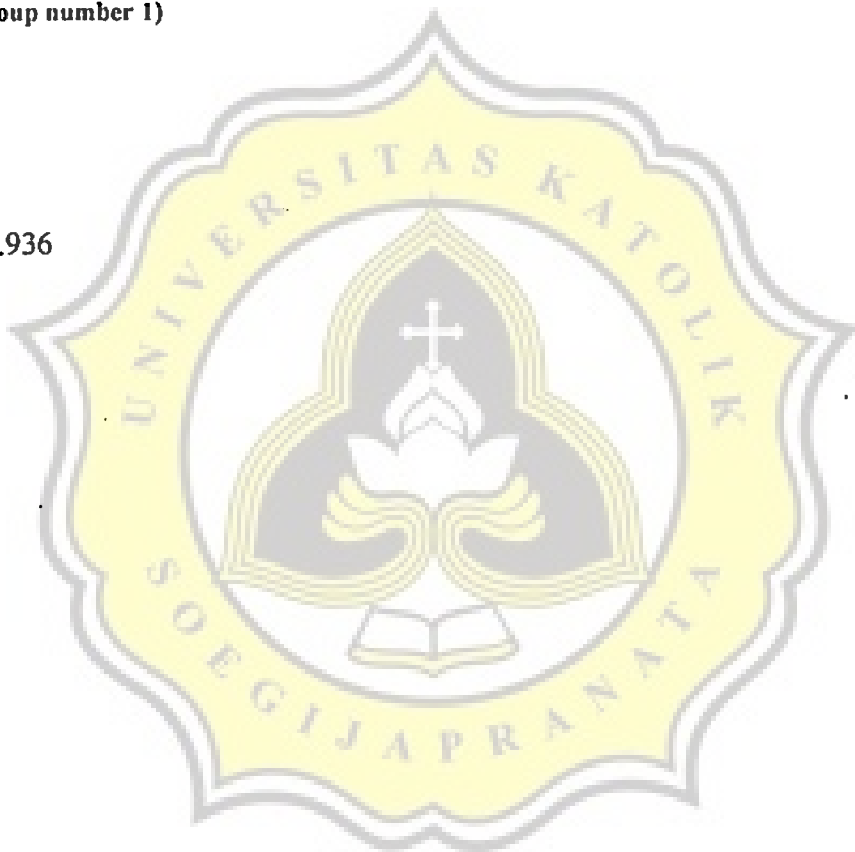 oup number 1)
.936
UNIVERSITAS KATOLIK
SOEGIJAPRANATA